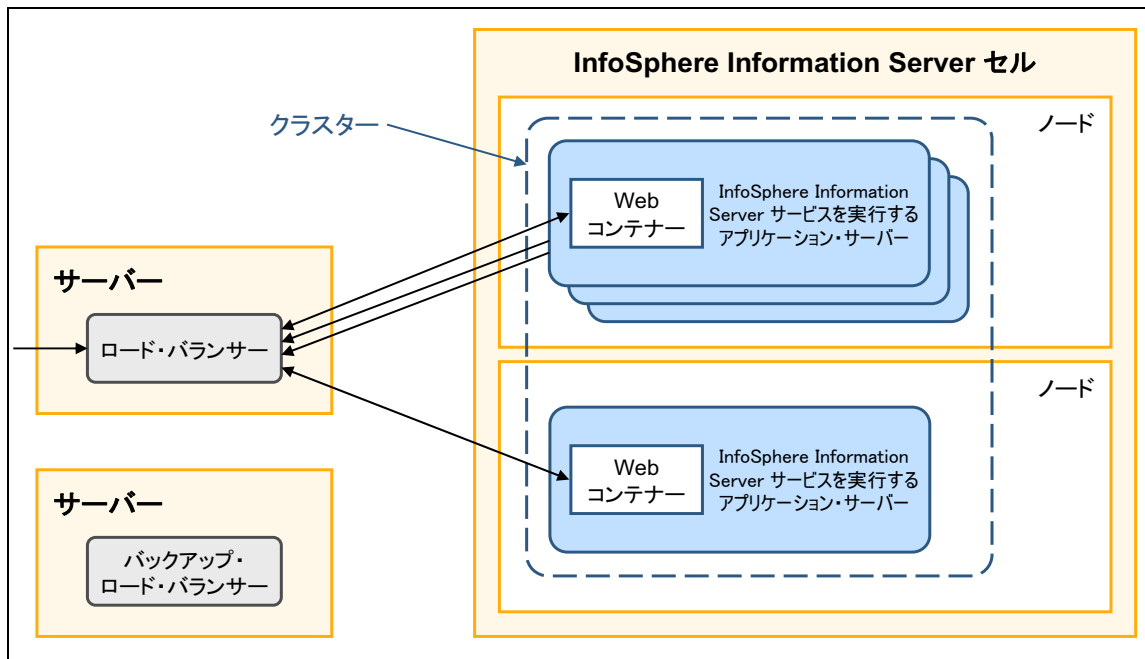 InfoSphere Information Server セル
クラスター
ノード
Web
コンテナー
InfoSphere Information
Server サービスを実行する
アプリケーション・サーバー
サーバー
ロード・バランサー
ノード
Web
コンテナー
InfoSphere Information
Server サービスを実行する
アプリケーション・サーバー
サーバー
バックアップ・
ロード・バランサー